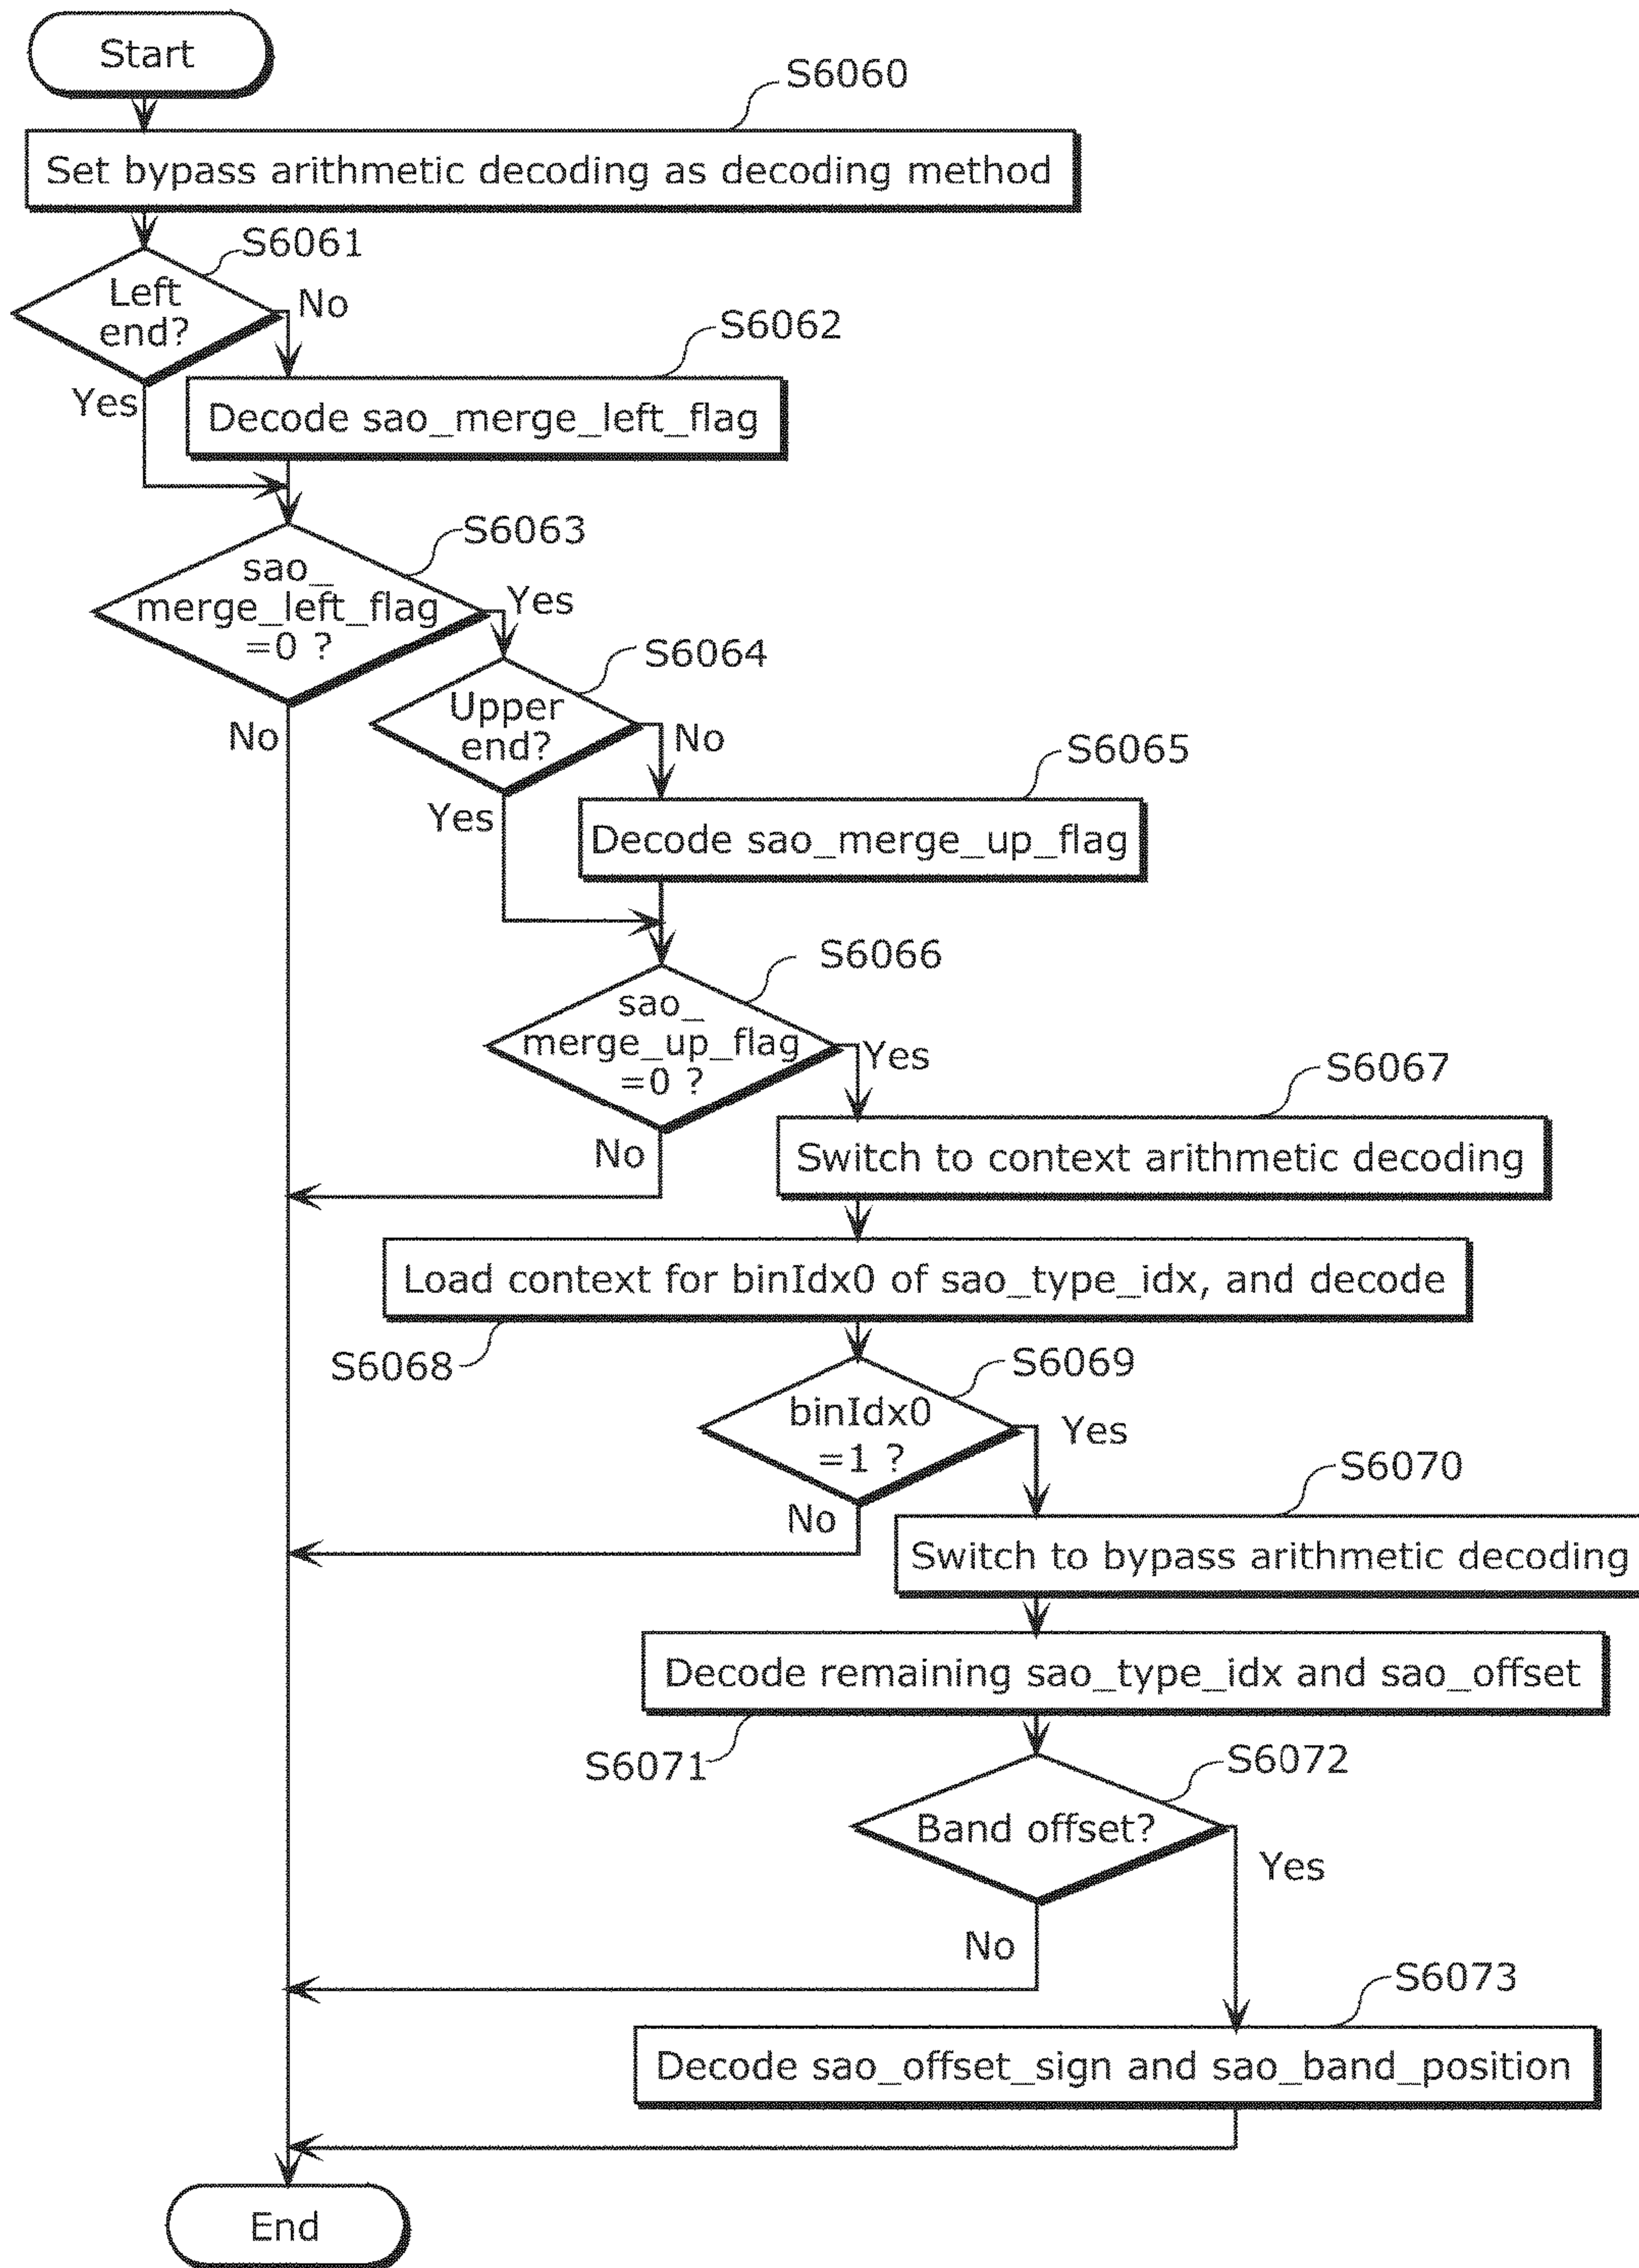 Start
S6060
Set bypass arithmetic decoding as decoding method
S6061
Left
end?
No
S6062
Yes
Decode sao_merge_left_flag
S6063
sao_
merge_left_flag
=0 ?
Yes
S6064
No
Upper
end?
No
S6065
Yes
Decode sao_merge_up_flag
S6066
sao_
merge_up_flag
=0 ?
Yes
S6067
No
Switch to context arithmetic decoding
Load context for binIdx0 of sao_type_idx, and decode
S6068
S6069
binIdx0
=1 ?
Yes
S6070
No
Switch to bypass arithmetic decoding
Decode remaining sao_type_idx and sao_offset
S6071
S6072
Band offset?
Yes
No
S6073
Decode sao_offset_sign and sao_band_position
End